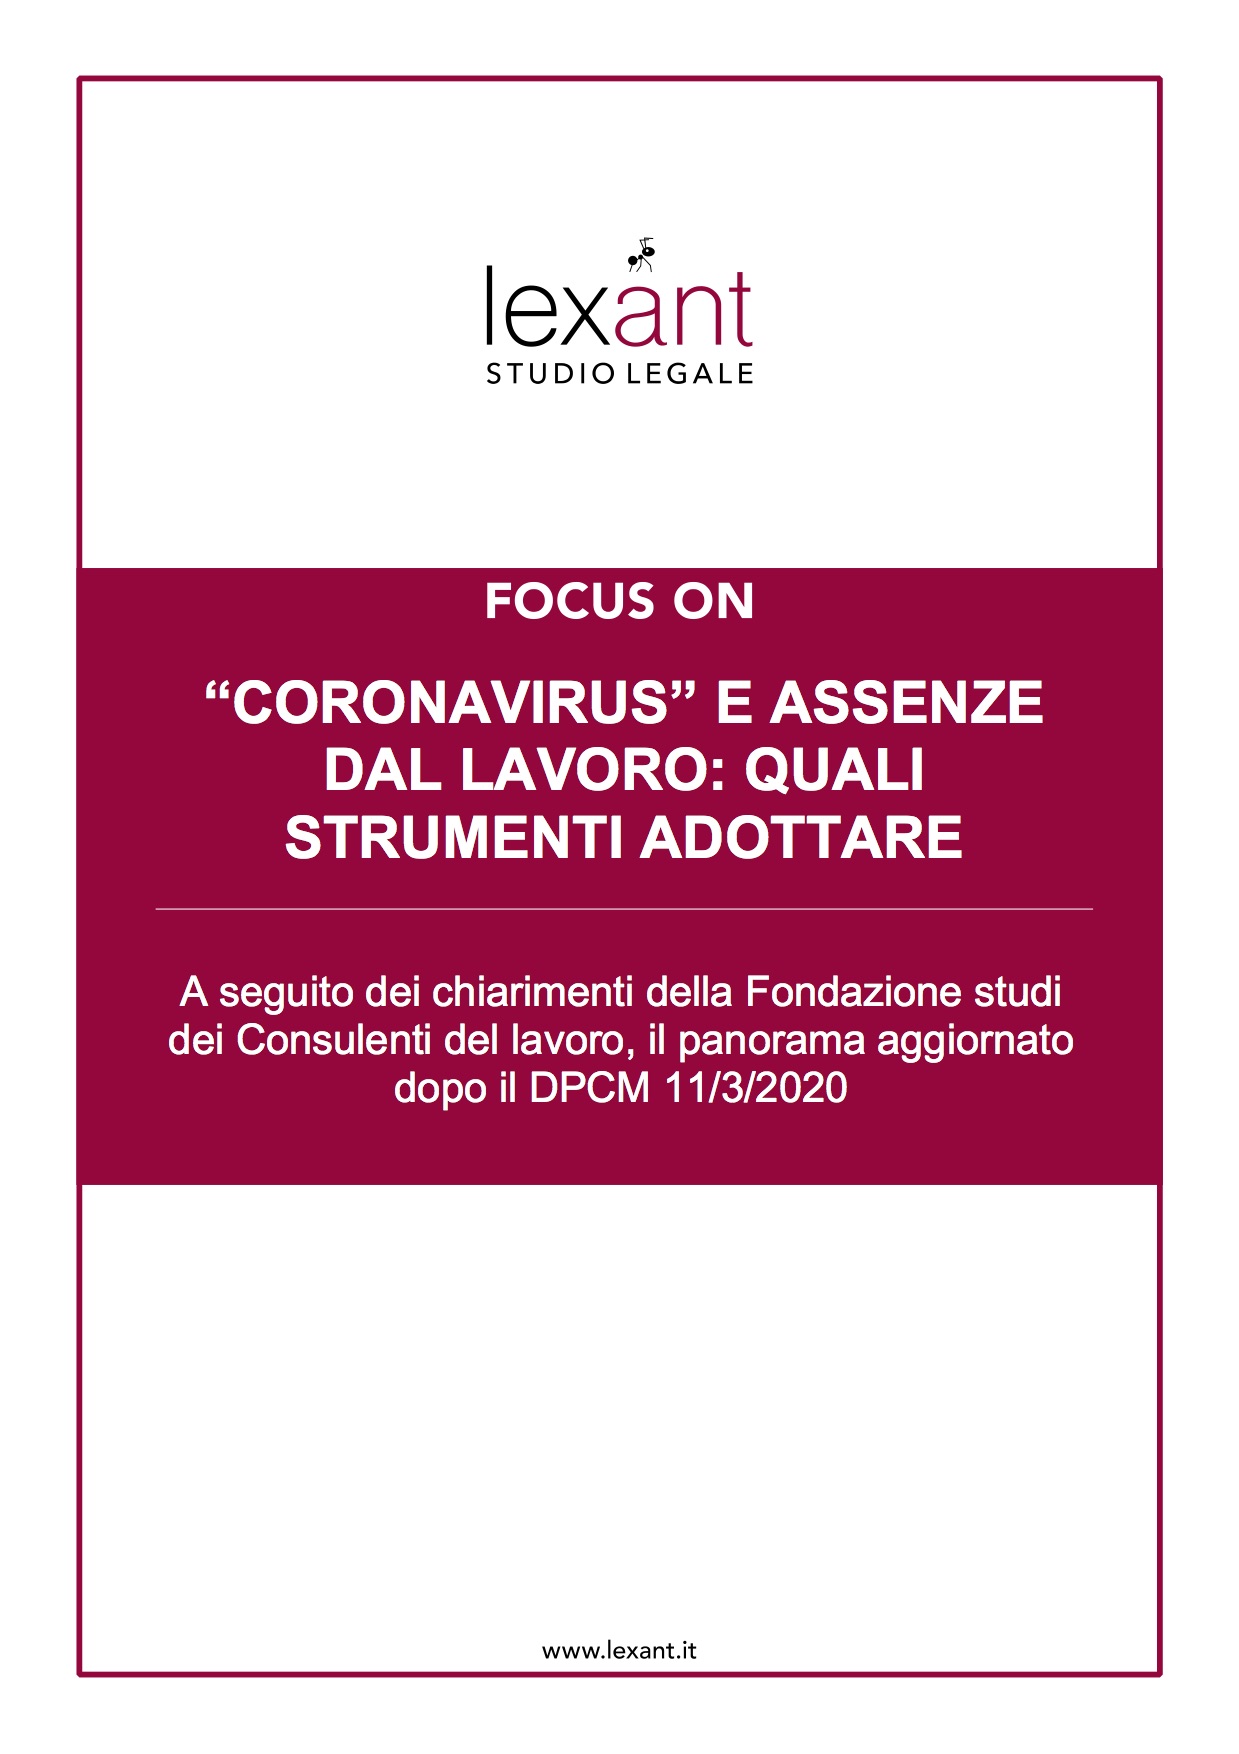 lexant
STUDIO LEGALE
FOCUS ON
“CORONAVIRUS” E ASSENZE
DAL LAVORO: QUALI
STRUMENTI ADOTTARE
A seguito dei chiarimenti della Fondazione studi
dei Consulenti del lavoro, il panorama aggiornato
dopo il DPCM 11/3/2020
www.lexant.it